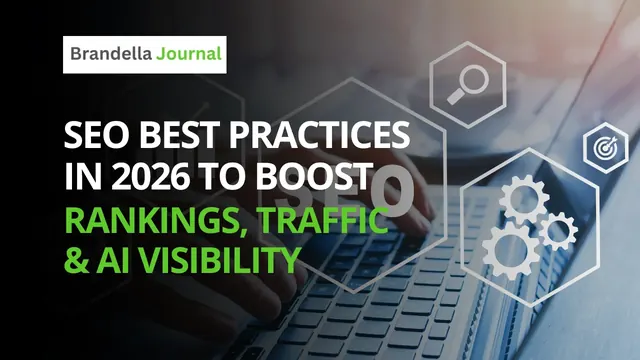 Brandella Journal
SEO BEST PRACTICES
IN 2026 TO BOOST
RANKINGS, TRAFFIC
& AI VISIBILITY
SEO